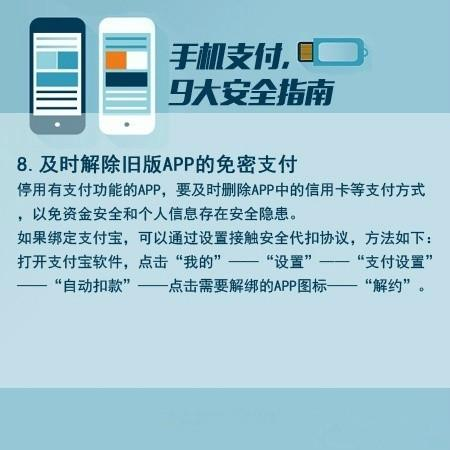 手机支付，
9大安全指南
8.及时解除旧版APP的免密支付
停用有支付功能的APP，要及时删除APP中的信用卡等支付方式
，以免资金安全和个人信息存在安全隐患。
如果绑定支付宝，可以通过设置接触安全代扣协议，方法如下：
打开支付宝软件，点击“我的”——“设置”——“支付设置”
——“自动扣款”——点击需要解绑的APP图标——“解约”。